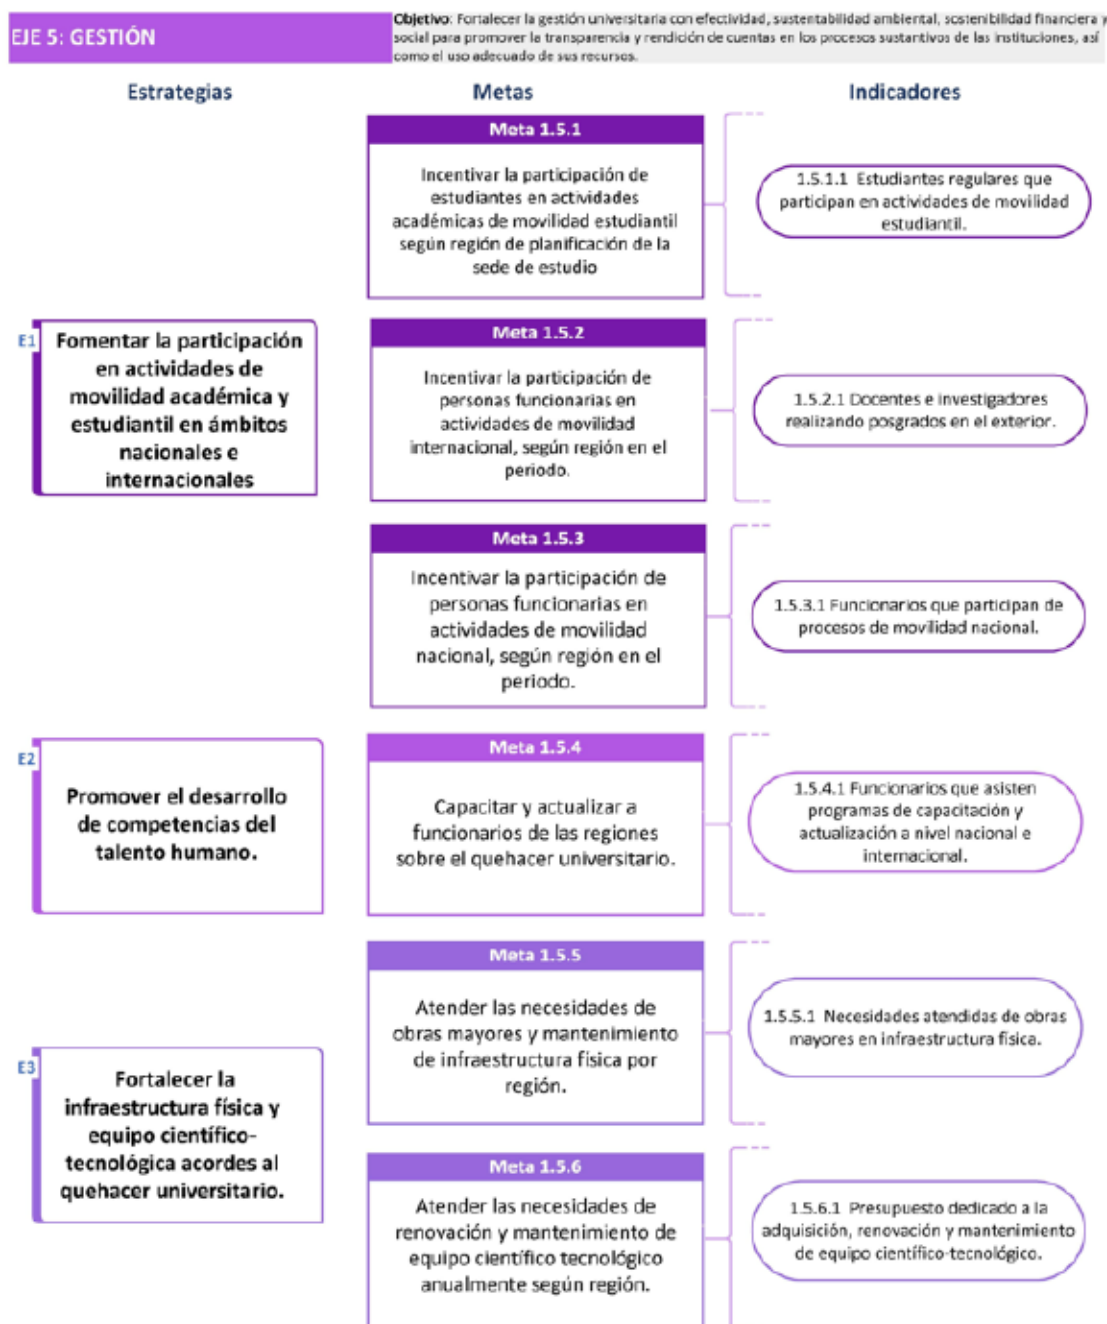 EJE 5: GESTIÓN
Objetivo: Fortalecer la gestión universitaria con efectividad, sustentabilidad ambiental, sostenibilidad financiera y
social para promover la transparencia y rendición de cuentas en los procesos sustantivos de las instituciones, así
como el uso adecuado de sus recursos.
Estrategias
Metas
Indicadores
Meta 1.5.1
Incentivar la participación de
estudiantes en actividades
académicas de movilidad estudiantil
según región de planificación de la
sede de estudio
1.5.1.1 Estudiantes regulares que
participan en actividades de movilidad
estudiantil.
E1
Fomentar la participación
en actividades de
movilidad académica y
estudiantil en ámbitos
nacionales e
internacionales
Meta 1.5.2
Incentivar la participación de
personas funcionarias en
actividades de movilidad
internacional, según región en el
periodo.
1.5.2.1 Docentes e investigadores
realizando posgrados en el exterior.
Meta 1.5.3
Incentivar la participación de
personas funcionarias en
actividades de movilidad
nacional, según región en el
periodo.
1.5.3.1 Funcionarios que participan de
procesos de movilidad nacional.
E2
Promover el desarrollo
de competencias del
talento humano.
Meta 1.5.4
Capacitar y actualizar a
funcionarios de las regiones
sobre el quehacer universitario.
1.5.4.1 Funcionarios que asisten
programas de capacitación y
actualización a nivel nacional e
internacional.
E3
Fortalecer la
infraestructura física y
equipo científico-
tecnológica acordes al
quehacer universitario.
Meta 1.5.5
Atender las necesidades de
obras mayores y mantenimiento
de infraestructura física por
región.
1.5.5.1 Necesidades atendidas de obras
mayores en infraestructura física.
Meta 1.5.6
Atender las necesidades de
renovación y mantenimiento de
equipo científico tecnológico
anualmente según región.
1.5.6.1 Presupuesto dedicado a la
adquisición, renovación y mantenimiento
de equipo científico-tecnológico.